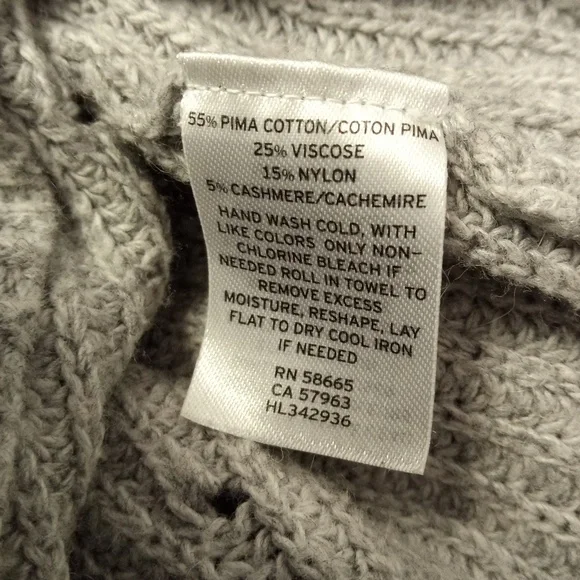 55% PIMA COTTON/COTON PIMA
25% VISCOSE
15% NYLON
5% CASHMERE/CACHEMIRE
HAND WASH COLD, WITH
LIKE COLORS ONLY NON-
CHLORINE BLEACH IF
NEEDED ROLL IN TOWEL TO
REMOVE EXCESS
MOISTURE, RESHAPE, LAY
FLAT TO DRY COOL IRON
IF NEEDED
RN 58665
CA 57963
HL342936